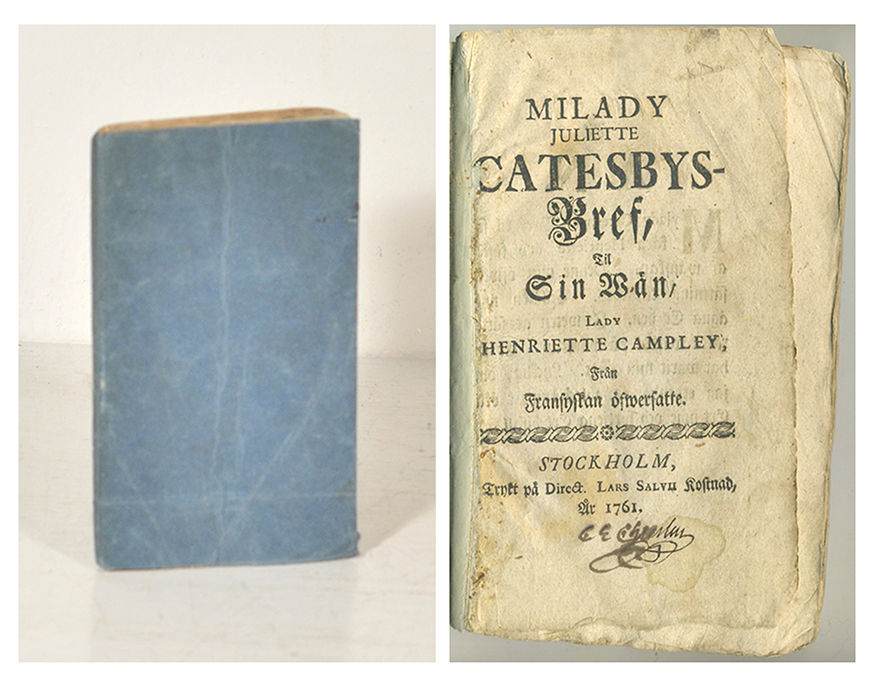 MILADY
JULIETTE
CATESBYS-
Bref,
Til
Sin Wän,
LADY
HENRIETTE CAMPLEY,
Från
Fransyskan öfwersatte.
STOCKHOLM,
Tryckt på Direct. LARS SALVII Kostnad,
År 1761.
C E